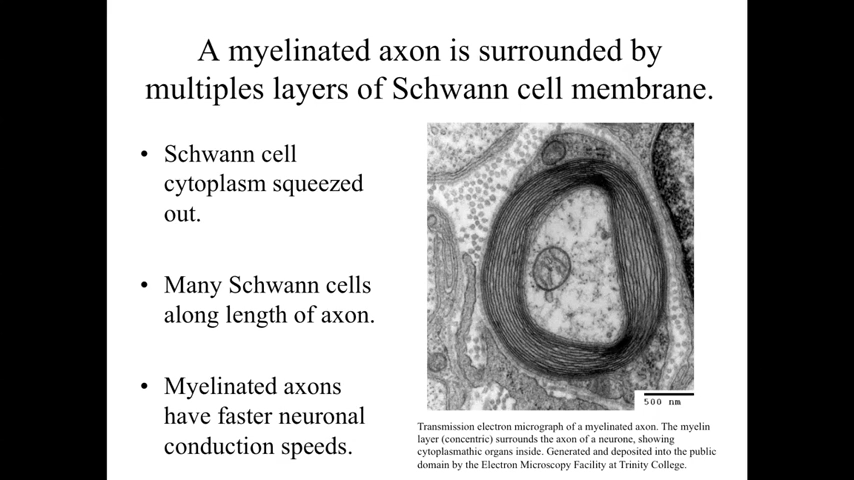 A myelinated axon is surrounded by
multiples layers of Schwann cell membrane.
• Schwann cell
cytoplasm squeezed
out.
• Many Schwann cells
along length of axon.
• Myelinated axons
have faster neuronal
conduction speeds.
500 nm
Transmission electron micrograph of a myelinated axon. The myelin
layer (concentric) surrounds the axon of a neurone, showing
cytoplasmathic organs inside. Generated and deposited into the public
domain by the Electron Microscopy Facility at Trinity College.